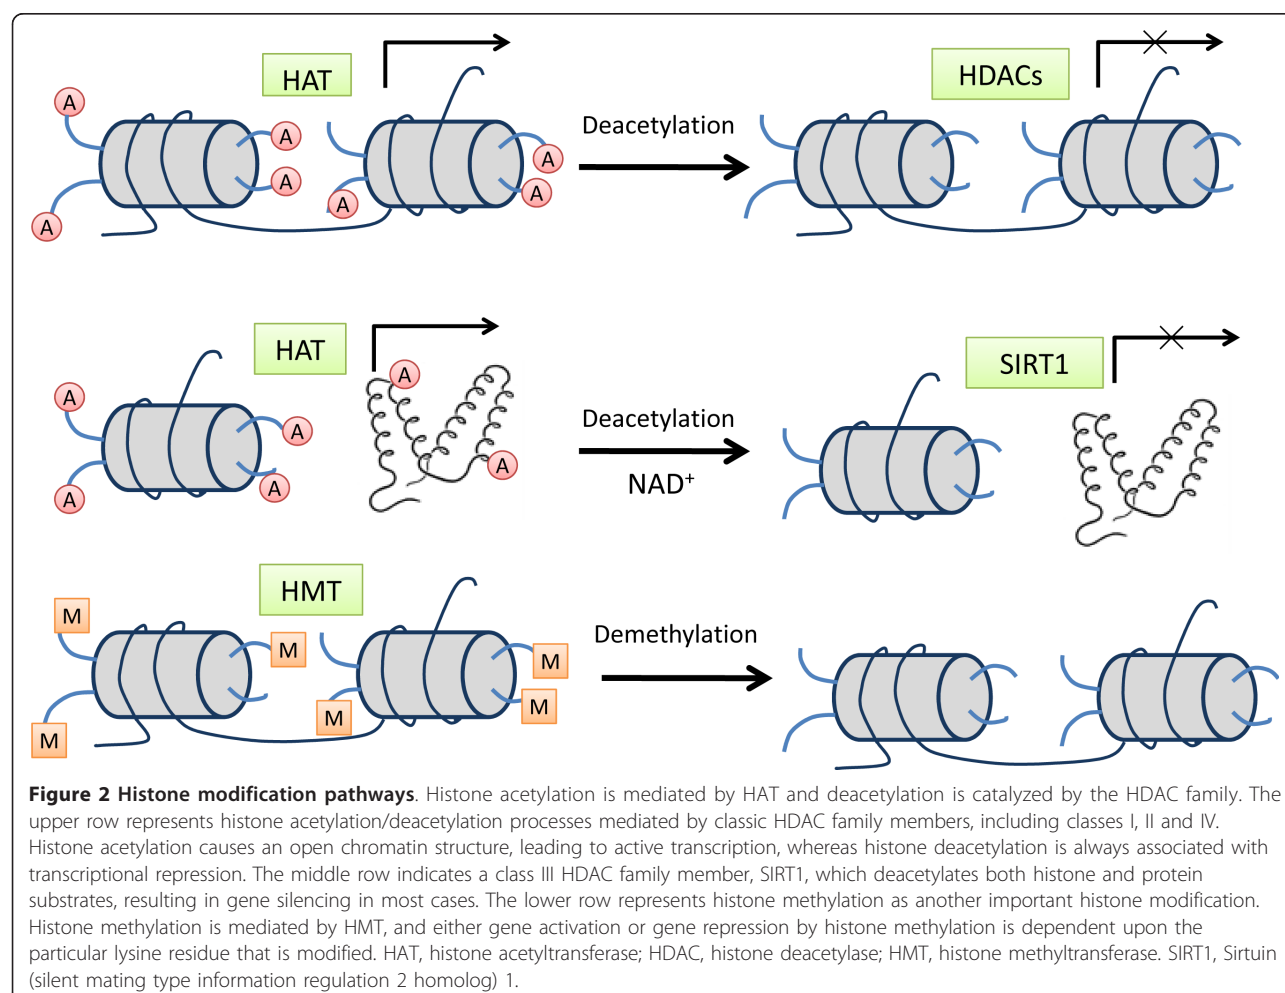 HAT
HDACs
A
A
A
A
A
A
A
Deacetylation
HAT
SIRT1
A
A
A
A
A
A
Deacetylation
NAD⁺
HMT
M
M
M
M
M
M
Demethylation
Figure 2 Histone modification pathways. Histone acetylation is mediated by HAT and deacetylation is catalyzed by the HDAC family. The
upper row represents histone acetylation/deacetylation processes mediated by classic HDAC family members, including classes I, II and IV.
Histone acetylation causes an open chromatin structure, leading to active transcription, whereas histone deacetylation is always associated with
transcriptional repression. The middle row indicates a class III HDAC family member, SIRT1, which deacetylates both histone and protein
substrates, resulting in gene silencing in most cases. The lower row represents histone methylation as another important histone modification.
Histone methylation is mediated by HMT, and either gene activation or gene repression by histone methylation is dependent upon the
particular lysine residue that is modified. HAT, histone acetyltransferase; HDAC, histone deacetylase; HMT, histone methyltransferase. SIRT1, Sirtuin
(silent mating type information regulation 2 homolog) 1.